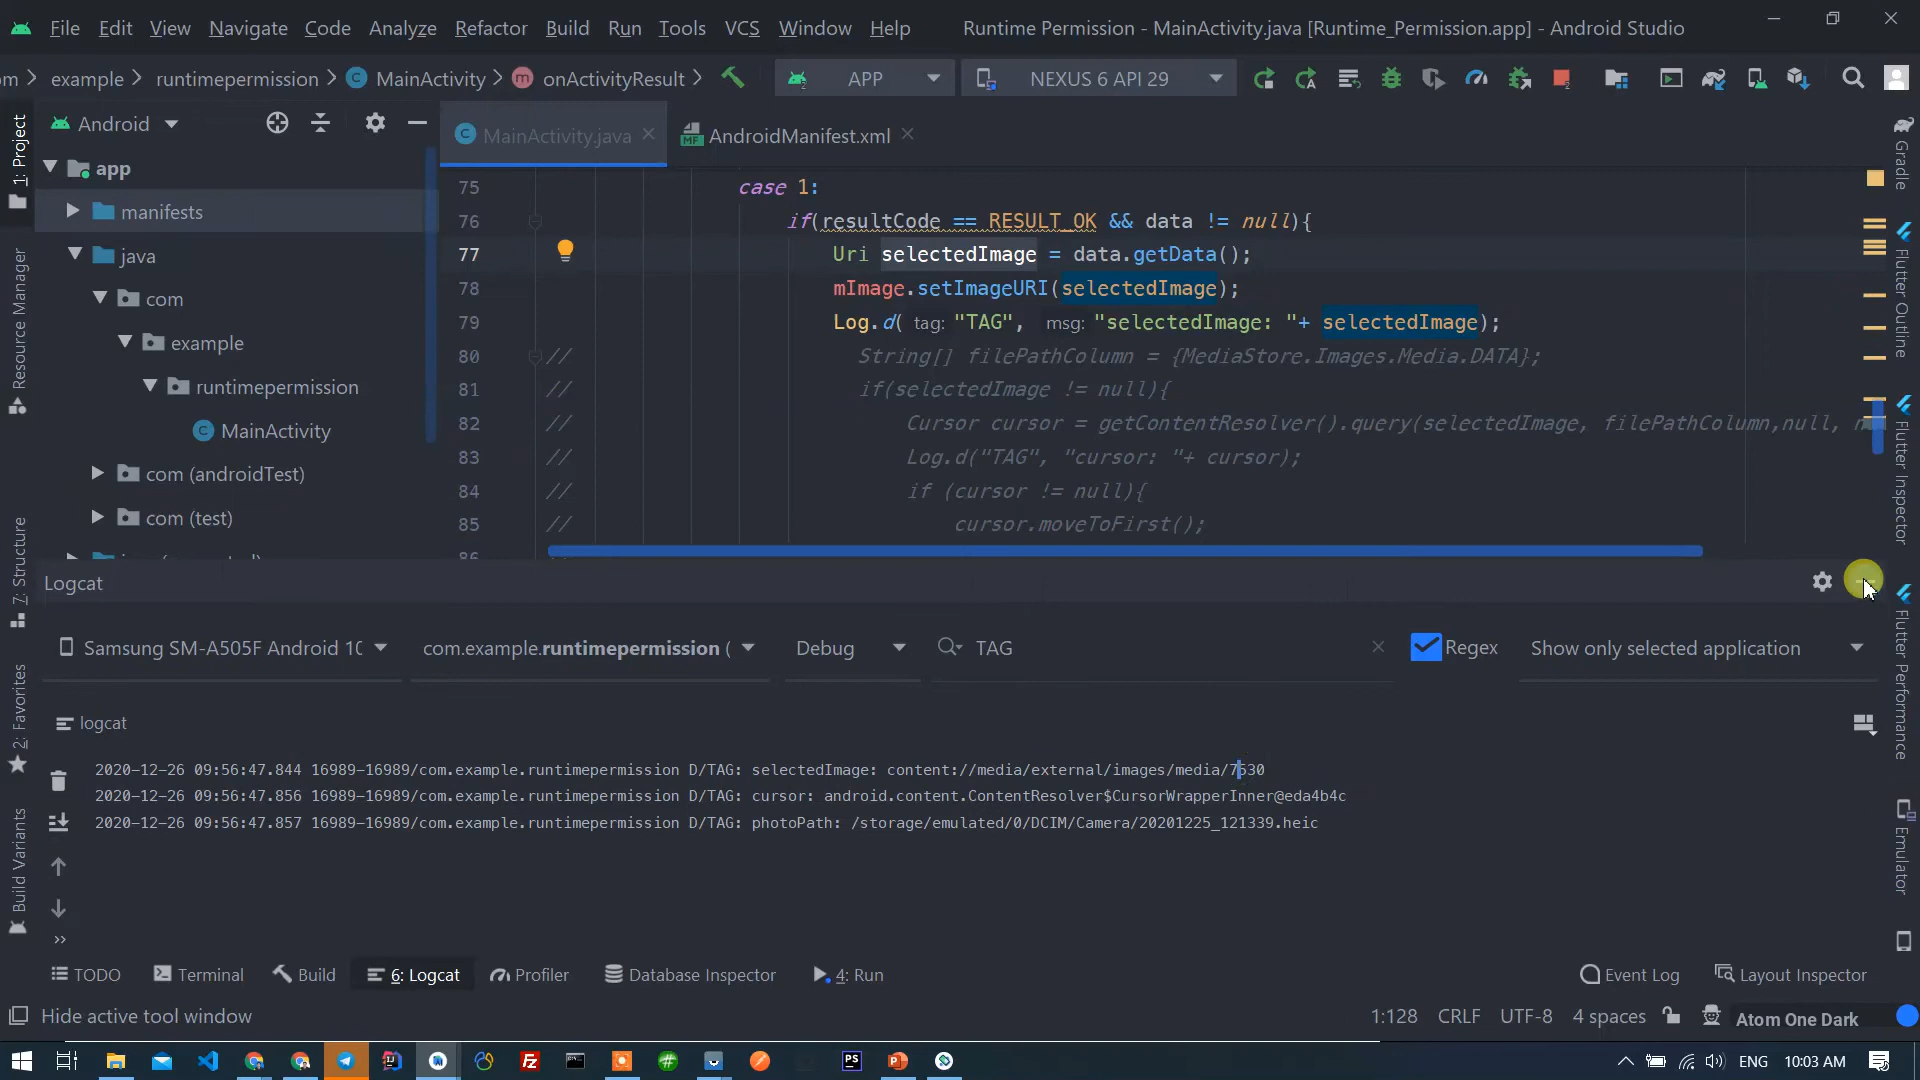 File Edit View Navigate Code Analyze Refactor Build Run Tools VCS Window Help Runtime Permission - MainActivity.java [Runtime_Permission.app] - Android Studio
example runtimepermission MainActivity onActivityResult APP NEXUS 6 API 29
Android
MainActivity.java AndroidManifest.xml
1: Project
Resource Manager
Z: Structure
2: Favorites
Build Variants
app
manifests
java
com
example
runtimepermission
MainActivity
com (androidTest)
com (test)
75 case 1:
76 if(resultCode == RESULT_OK && data != null){
77 Uri selectedImage = data.getData();
78 mImage.setImageURI(selectedImage);
79 Log.d( tag: "TAG", msg: "selectedImage: "+ selectedImage);
80 // String[] filePathColumn = {MediaStore.Images.Media.DATA};
81 // if(selectedImage != null){
82 // Cursor cursor = getContentResolver().query(selectedImage, filePathColumn,null,
83 // Log.d("TAG", "cursor: "+ cursor);
84 // if (cursor != null){
85 // cursor.moveToFirst();
Gradle
Flutter Outline
Flutter Inspector
Flutter Performance
Emulator
Logcat
Samsung SM-A505F Android 10 com.example.runtimepermission ( Debug TAG Regex Show only selected application
logcat
2020-12-26 09:56:47.844 16989-16989/com.example.runtimepermission D/TAG: selectedImage: content://media/external/images/media/7530
2020-12-26 09:56:47.856 16989-16989/com.example.runtimepermission D/TAG: cursor: android.content.ContentResolver$CursorWrapperInner@eda4b4c
2020-12-26 09:56:47.857 16989-16989/com.example.runtimepermission D/TAG: photoPath: /storage/emulated/0/DCIM/Camera/20201225_121339.heic
TODO Terminal Build 6: Logcat Profiler Database Inspector 4: Run Event Log Layout Inspector
Hide active tool window 1:128 CRLF UTF-8 4 spaces Atom One Dark
ENG 10:03 AM